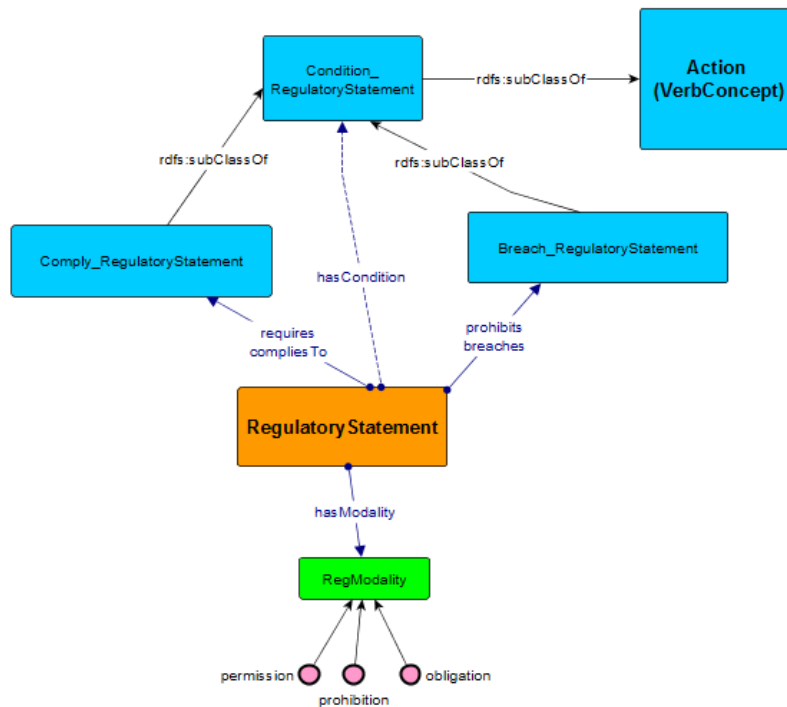 Condition_
RegulatoryStatement
rdfs:subClassOf
Action
(VerbConcept)
rdfs:subClassOf
rdfs:subClassOf
Comply_RegulatoryStatement
Breach_RegulatoryStatement
hasCondition
requires
compliesTo
prohibits
breaches
RegulatoryStatement
hasModality
RegModality
permission
prohibition
obligation